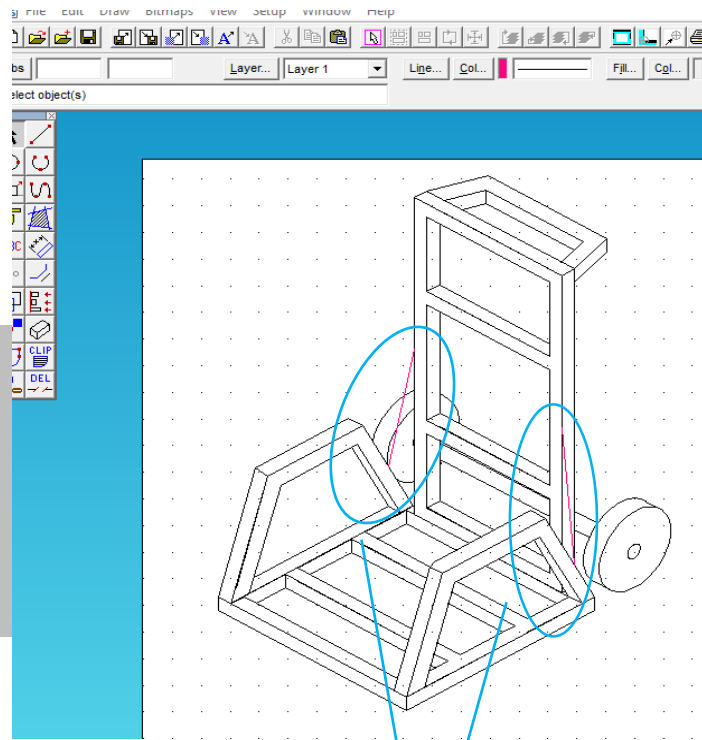 File Edit Draw Bitmaps View Setup Window Help
Layer... Layer 1 Line... Col... Fill... Col...
elect object(s)
CLIP
DEL